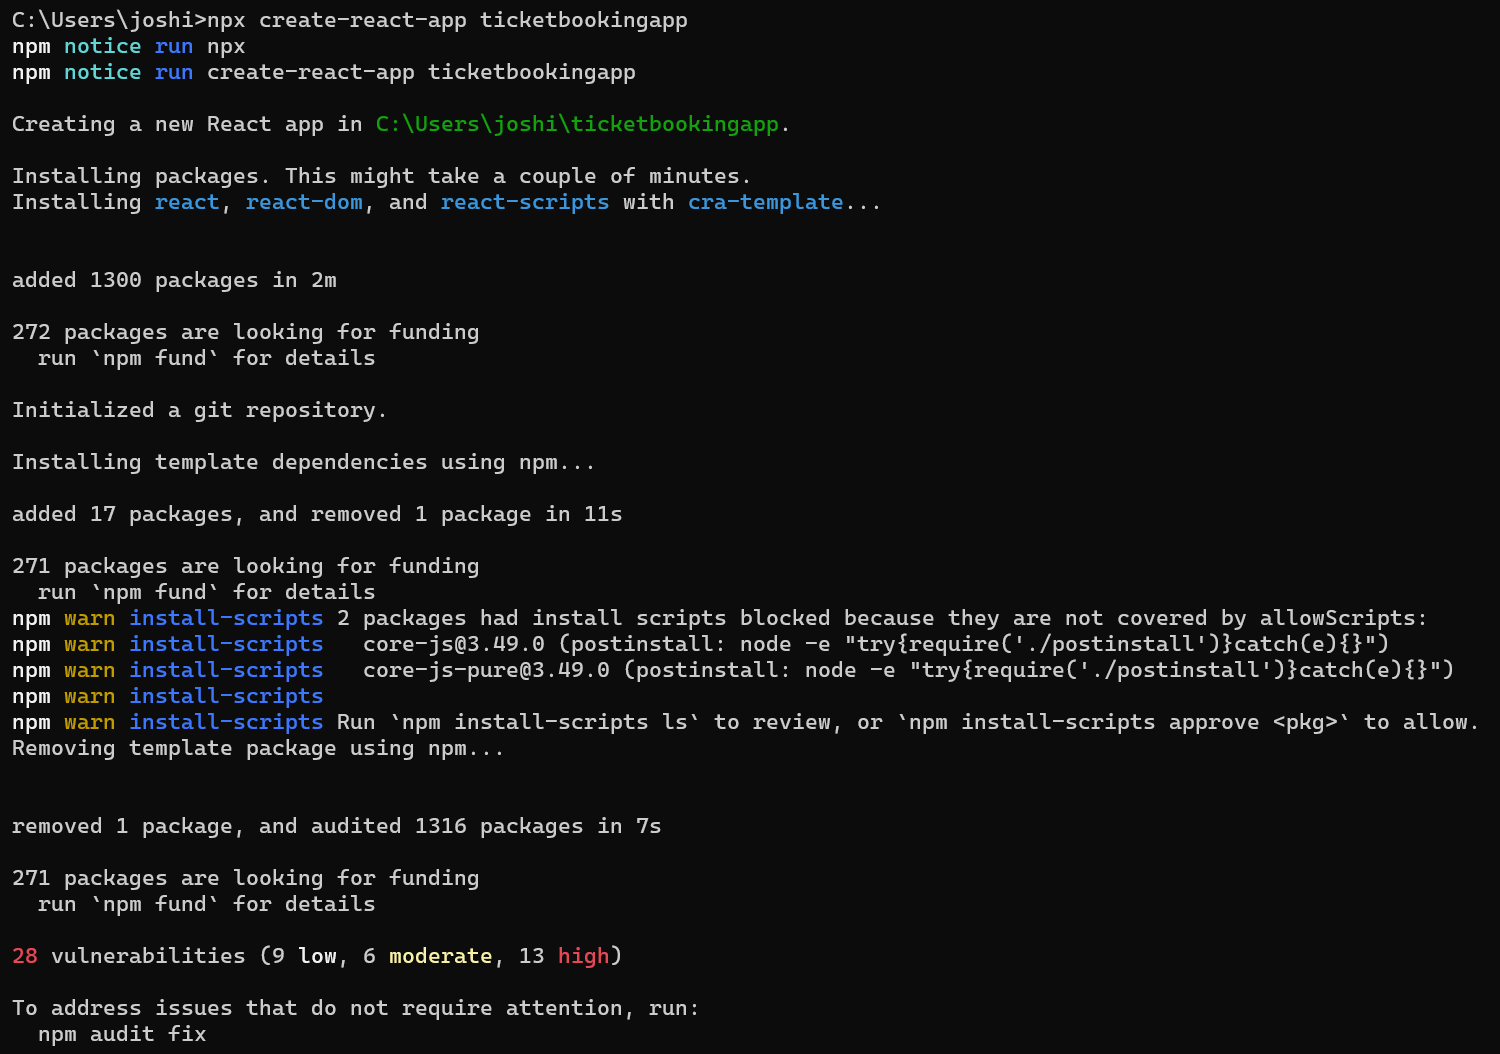 C:\Users\joshi>npx create-react-app ticketbookingapp
npm notice run npx
npm notice run create-react-app ticketbookingapp
Creating a new React app in C:\Users\joshi\ticketbookingapp.
Installing packages. This might take a couple of minutes.
Installing react, react-dom, and react-scripts with cra-template...
added 1300 packages in 2m
272 packages are looking for funding
  run `npm fund` for details
Initialized a git repository.
Installing template dependencies using npm...
added 17 packages, and removed 1 package in 11s
271 packages are looking for funding
  run `npm fund` for details
npm warn install-scripts 2 packages had install scripts blocked because they are not covered by allowScripts:
npm warn install-scripts   core-js@3.49.0 (postinstall: node -e "try{require('./postinstall')}catch(e){}")
npm warn install-scripts   core-js-pure@3.49.0 (postinstall: node -e "try{require('./postinstall')}catch(e){}")
npm warn install-scripts
npm warn install-scripts Run `npm install-scripts ls` to review, or `npm install-scripts approve <pkg>` to allow.
Removing template package using npm...
removed 1 package, and audited 1316 packages in 7s
271 packages are looking for funding
  run `npm fund` for details
28 vulnerabilities (9 low, 6 moderate, 13 high)
To address issues that do not require attention, run:
  npm audit fix